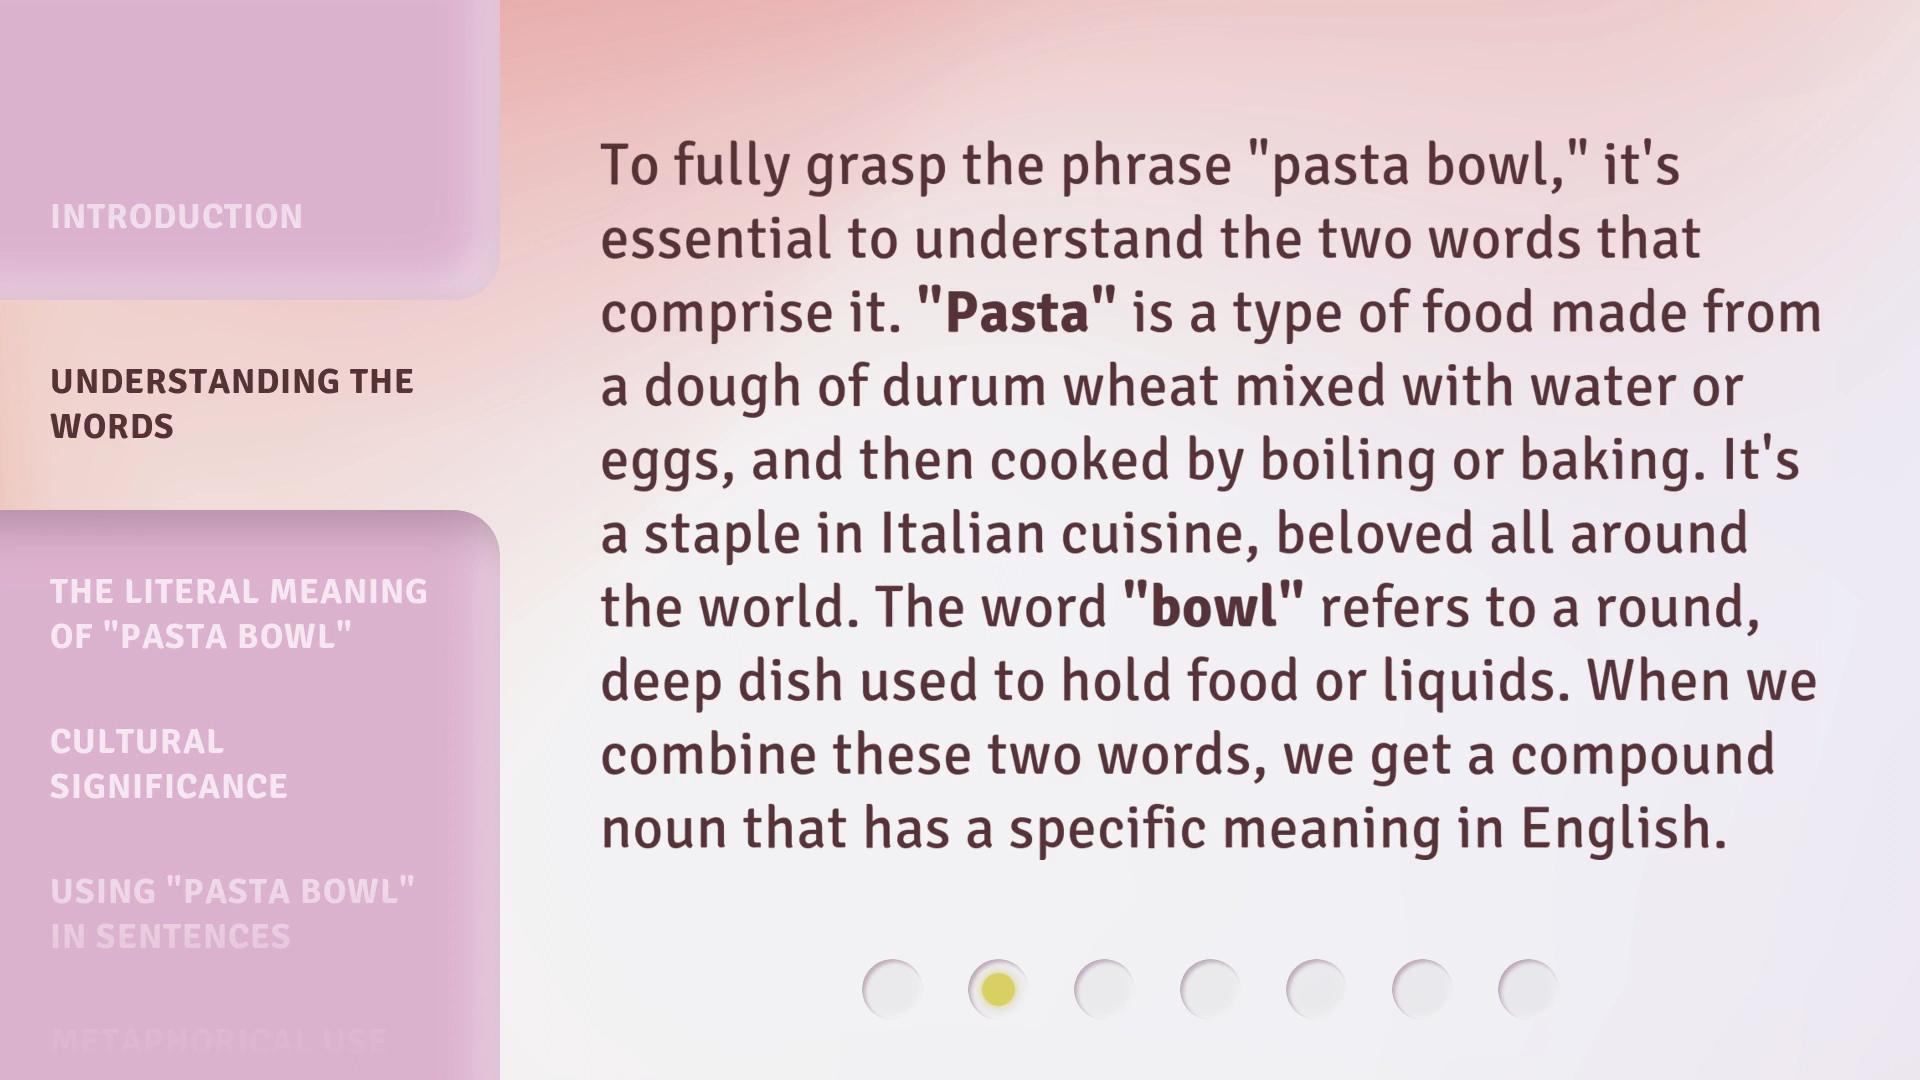 INTRODUCTION
UNDERSTANDING THE
WORDS
THE LITERAL MEANING
OF "PASTA BOWL"
CULTURAL
SIGNIFICANCE
USING "PASTA BOWL"
IN SENTENCES
METAPHORICAL USE
To fully grasp the phrase "pasta bowl," it's
essential to understand the two words that
comprise it. "Pasta" is a type of food made from
a dough of durum wheat mixed with water or
eggs, and then cooked by boiling or baking. It's
a staple in Italian cuisine, beloved all around
the world. The word "bowl" refers to a round,
deep dish used to hold food or liquids. When we
combine these two words, we get a compound
noun that has a specific meaning in English.